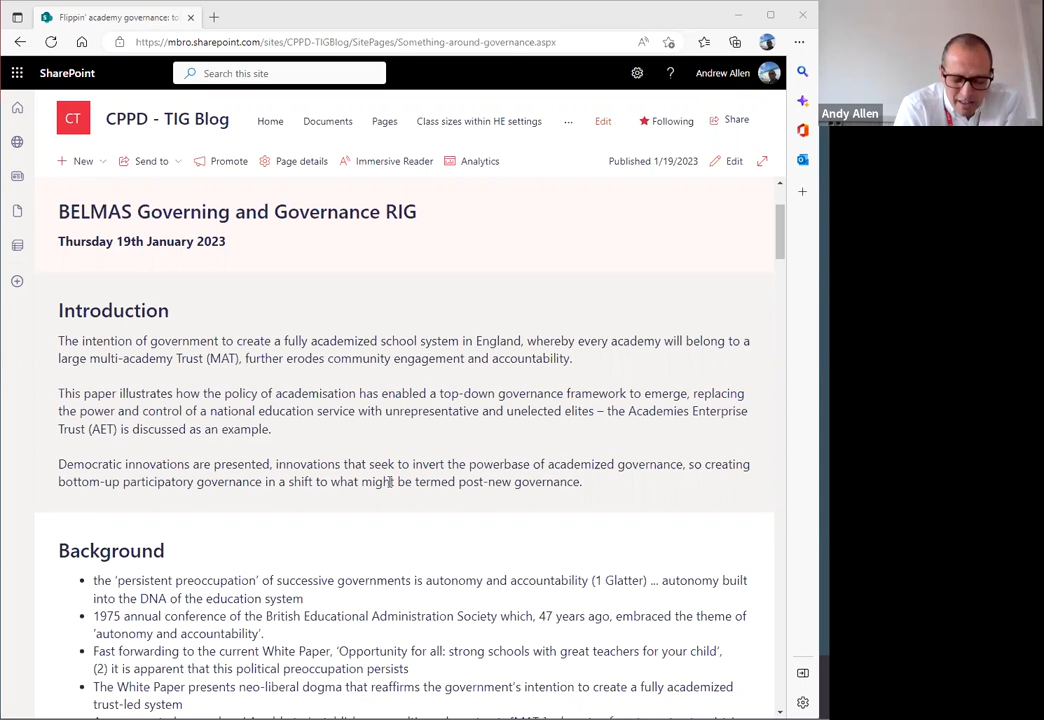 Flippin' academy governance: to
https://mbro.sharepoint.com/sites/CPPD-TIGBlog/SitePages/Something-around-governance.aspx
SharePoint
Search this site
Andrew Allen
Andy Allen
CT
CPPD - TIG Blog
Home
Documents
Pages
Class sizes within HE settings
...
Edit
Following
Share
New
Send to
Promote
Page details
Immersive Reader
Analytics
Published 1/19/2023
Edit
BELMAS Governing and Governance RIG
Thursday 19th January 2023
Introduction
The intention of government to create a fully academized school system in England, whereby every academy will belong to a
large multi-academy Trust (MAT), further erodes community engagement and accountability.
This paper illustrates how the policy of academisation has enabled a top-down governance framework to emerge, replacing
the power and control of a national education service with unrepresentative and unelected elites – the Academies Enterprise
Trust (AET) is discussed as an example.
Democratic innovations are presented, innovations that seek to invert the powerbase of academized governance, so creating
bottom-up participatory governance in a shift to what might be termed post-new governance.
Background
• the 'persistent preoccupation' of successive governments is autonomy and accountability (1 Glatter) ... autonomy built
into the DNA of the education system
• 1975 annual conference of the British Educational Administration Society which, 47 years ago, embraced the theme of
'autonomy and accountability'.
• Fast forwarding to the current White Paper, 'Opportunity for all: strong schools with great teachers for your child',
(2) it is apparent that this political preoccupation persists
• The White Paper presents neo-liberal dogma that reaffirms the government's intention to create a fully academized
trust-led system